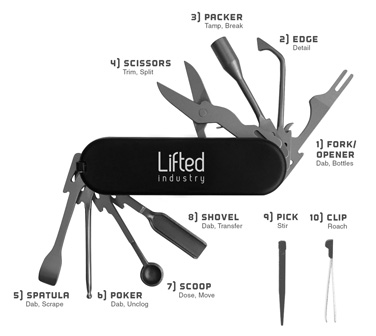 3) PACKER
Tamp, Break
2) EDGE
Detail
4) SCISSORS
Trim, Split
1) FORK/
OPENER
Dab, Bottles
Lifted
industry
8) SHOVEL
Dab, Transfer
9) PICK
Stir
10) CLIP
Roach
7) SCOOP
Dose, Move
5) SPATULA
Dab, Scrape
6) POKER
Dab, Unclog